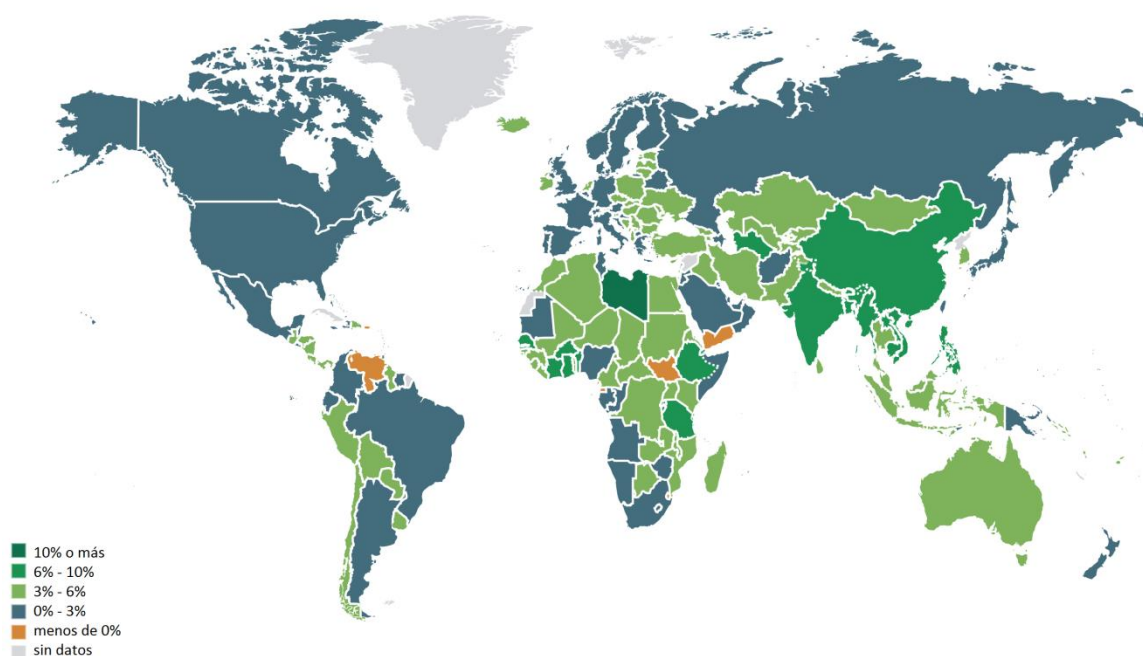 10% o más
6% - 10%
3% - 6%
0% - 3%
menos de 0%
sin datos